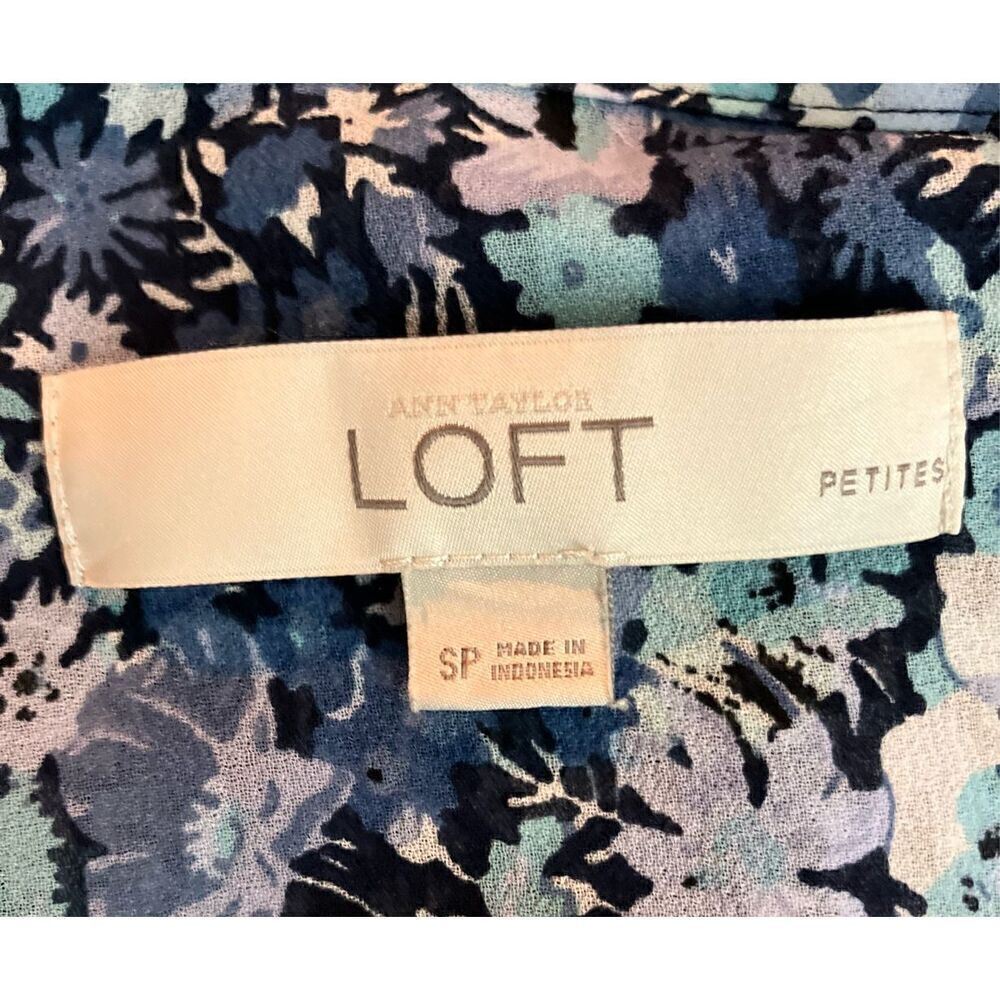 ANN TAYLOR
LOFT
PETITES
SP MADE IN
INDONESIA